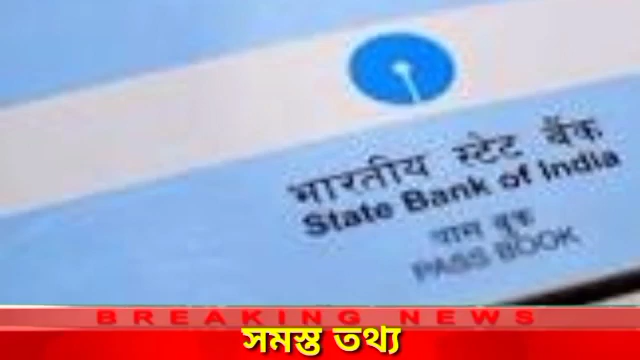 भारतीय स्टेट बैंक
State Bank of India
पास बुक
PASS BOOK
BREAKING NEWS
সমস্ত তথ্য